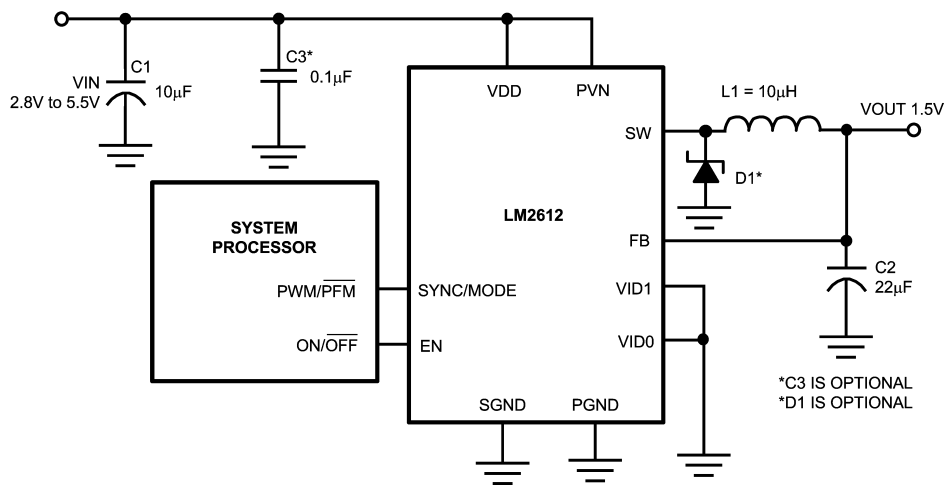 C1
VIN
2.8V to 5.5V
10μF
C3*
0.1μF
VDD
PVN
L1 = 10μH
VOUT 1.5V
SW
D1*
LM2612
SYSTEM
PROCESSOR
FB
C2
22μF
PWM/PFM
SYNC/MODE
VID1
ON/OFF
EN
VID0
*C3 IS OPTIONAL
*D1 IS OPTIONAL
SGND
PGND